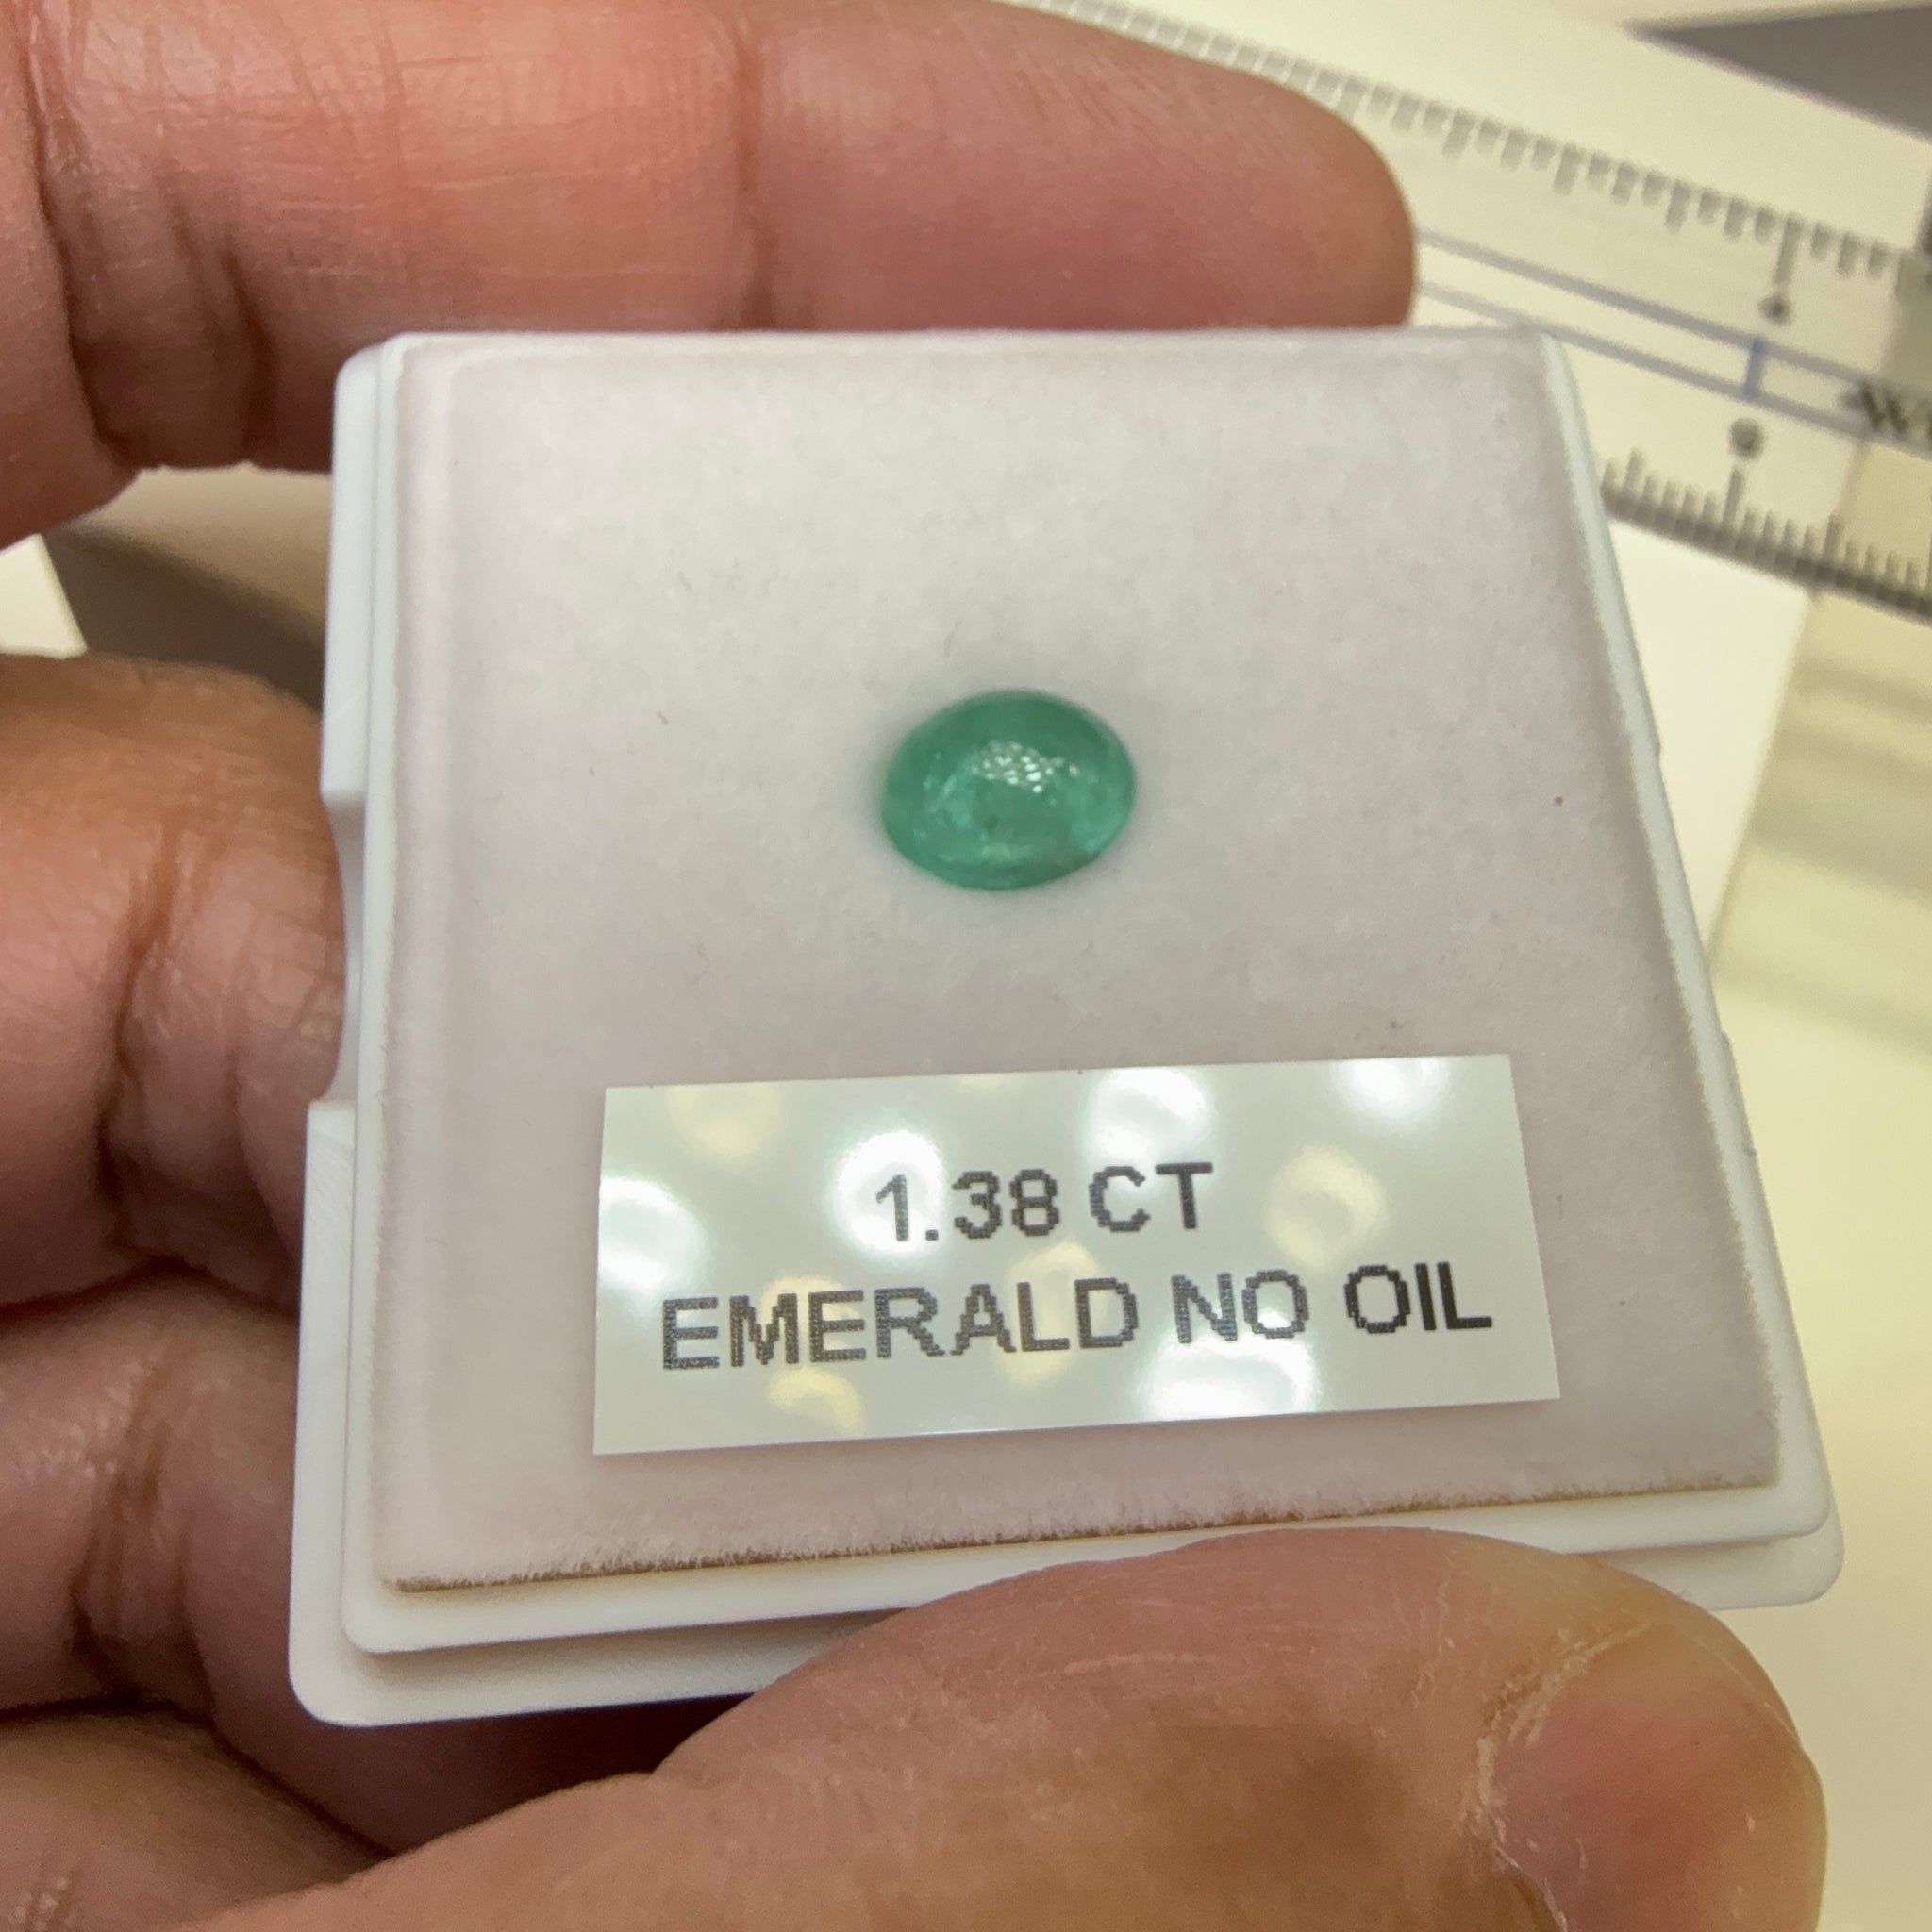 1.38 CT
EMERALD NO OIL